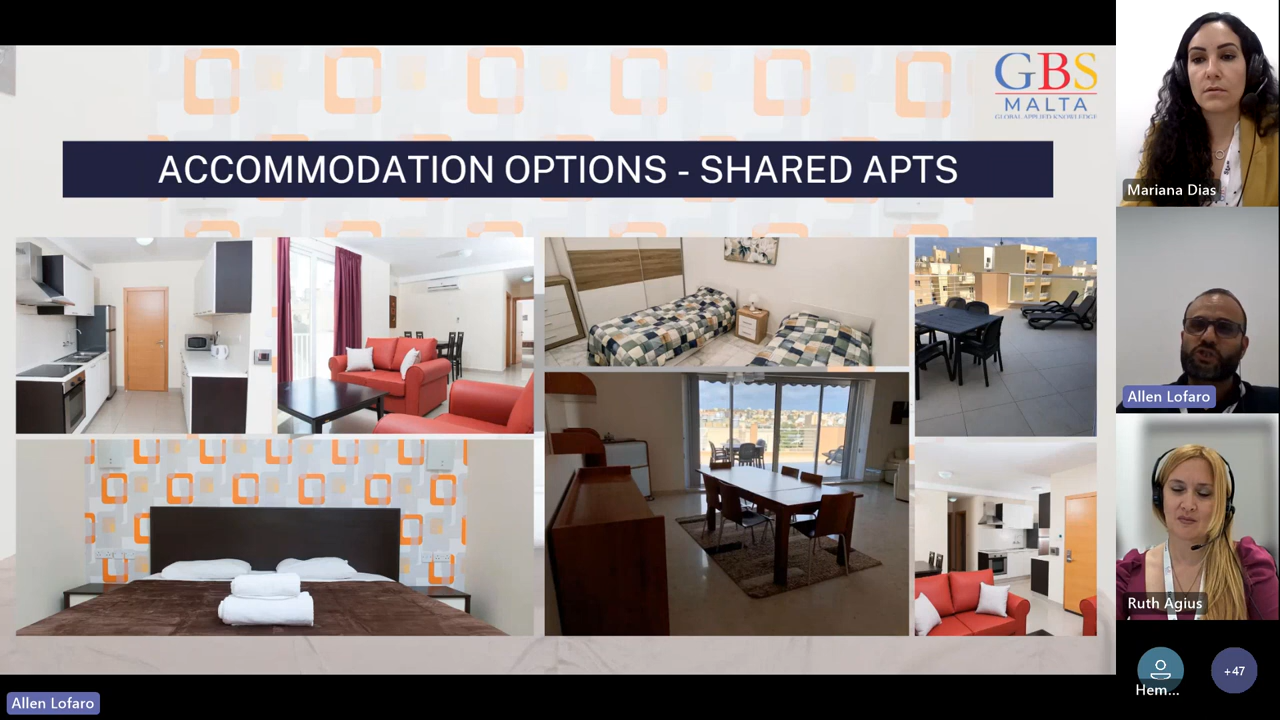 GBS
MALTA
GLOBAL APPLIED KNOWLEDGE
ACCOMMODATION OPTIONS - SHARED APTS
Mariana Dias
Allen Lofaro
Ruth Agius
Hem...
+47
Allen Lofaro